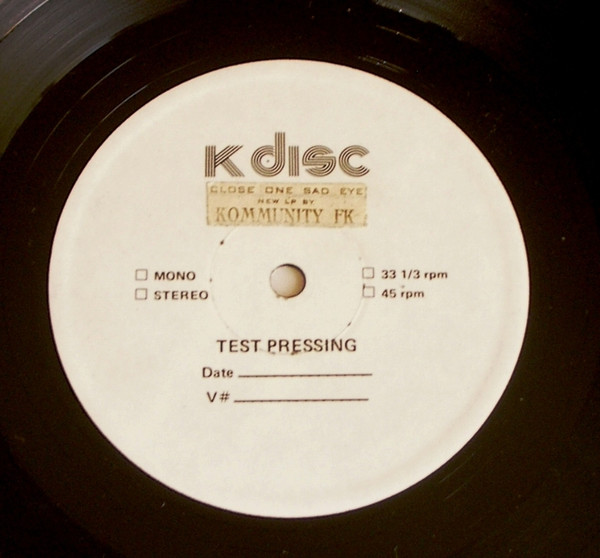 K disc
CLOSE ONE SAD EYE
NEW LP BY
KOMMUNITY FK
MONO
33 1/3 rpm
STEREO
45 rpm
TEST PRESSING
Date
V#